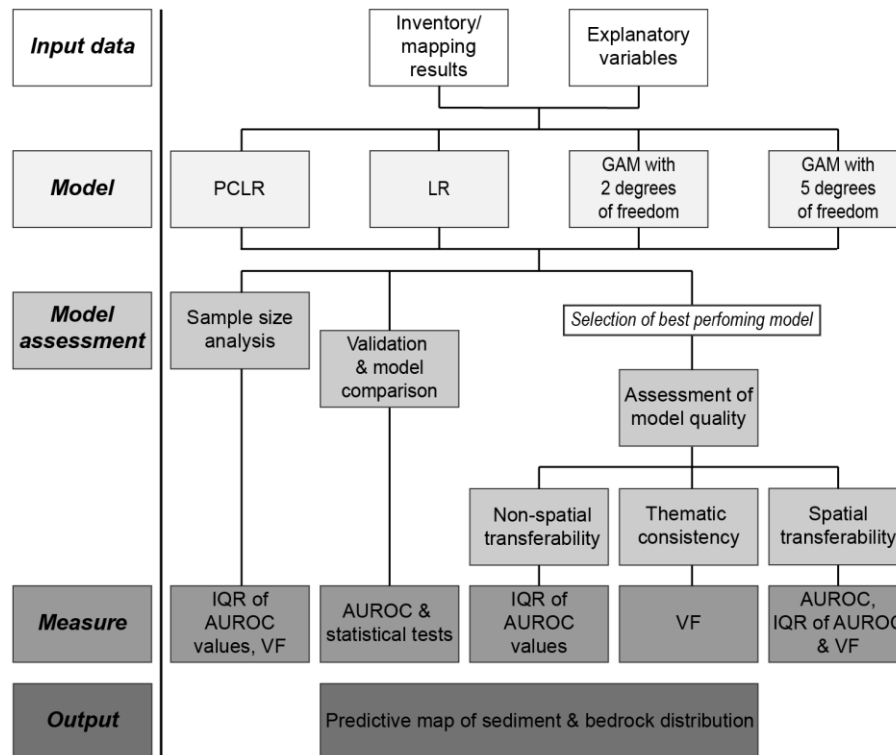 Input data
Inventory/
mapping
results
Explanatory
variables
Model
PCLR
LR
GAM with
2 degrees
of freedom
GAM with
5 degrees
of freedom
Model
assessment
Sample size
analysis
Validation
& model
comparison
Selection of best perfoming model
Assessment of
model quality
Non-spatial
transferability
Thematic
consistency
Spatial
transferability
Measure
IQR of
AUROC
values, VF
AUROC &
statistical tests
IQR of
AUROC
values
VF
AUROC,
IQR of AUROC
& VF
Output
Predictive map of sediment & bedrock distribution